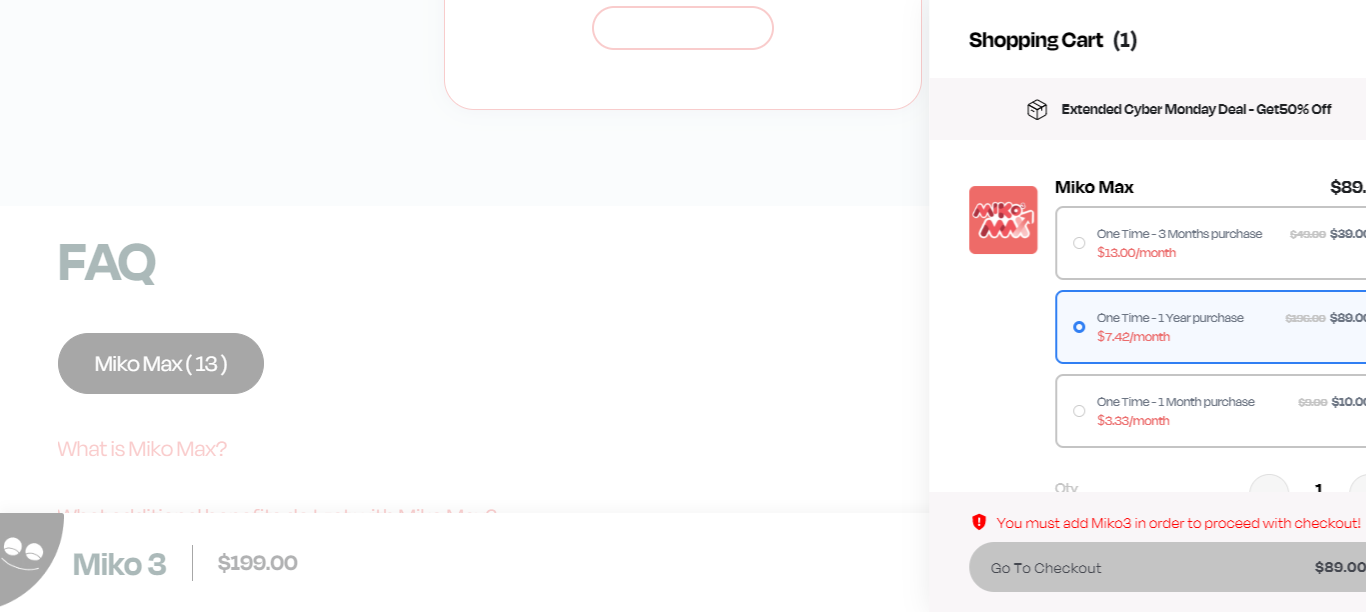 Shopping Cart (1)
Extended Cyber Monday Deal - Get50% Off
MIKO
MAX
Miko Max $89.
One Time - 3 Months purchase $49.00 $39.00
$13.00/month
One Time - 1 Year purchase $196.00 $89.00
$7.42/month
One Time - 1 Month purchase $9.00 $10.00
$3.33/month
Qty 1
You must add Miko3 in order to proceed with checkout!
Go To Checkout $89.00
FAQ
Miko Max ( 13 )
What is Miko Max?
What additional benefits do I get with Miko Max?
Miko 3 $199.00